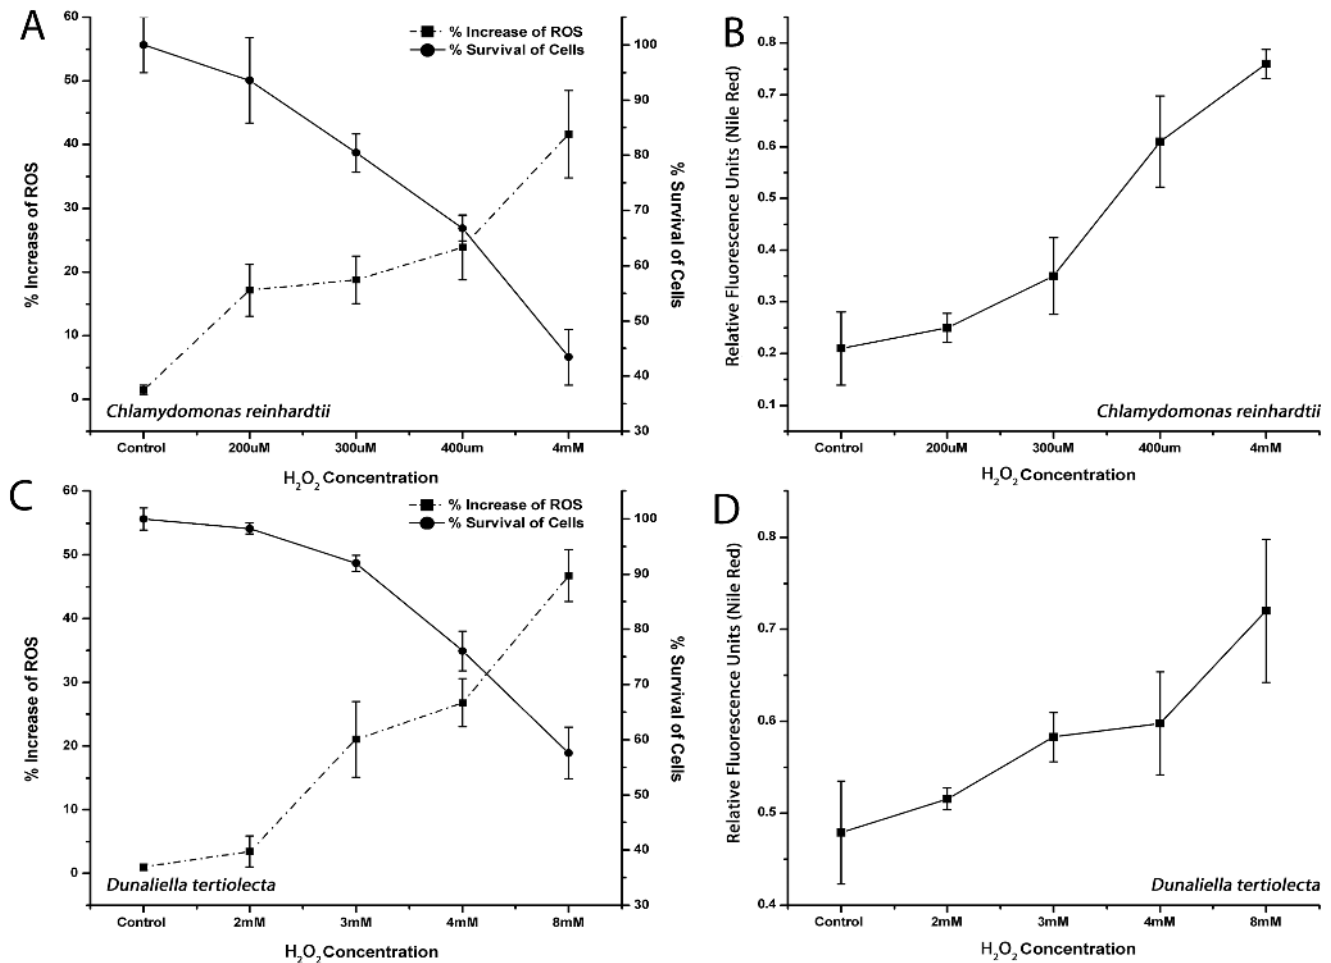 A
60
50
40
30
20
10
0
% Increase of ROS
% Increase of ROS
% Survival of Cells
100
90
80
70
60
50
40
30
% Survival of Cells
Chlamydomonas reinhardtii
Control 200uM 300uM 400um 4mM
H₂O₂ Concentration
B
0.8
0.7
0.6
0.5
0.4
0.3
0.2
0.1
Relative Fluorescence Units (Nile Red)
Chlamydomonas reinhardtii
Control 200uM 300uM 400um 4mM
H₂O₂ Concentration
C
60
50
40
30
20
10
0
% Increase of ROS
% Increase of ROS
% Survival of Cells
100
90
80
70
60
50
40
30
% Survival of Cells
Dunaliella tertiolecta
Control 2mM 3mM 4mM 8mM
H₂O₂ Concentration
D
0.8
0.7
0.6
0.5
0.4
Relative Fluorescence Units (Nile Red)
Dunaliella tertiolecta
Control 2mM 3mM 4mM 8mM
H₂O₂ Concentration